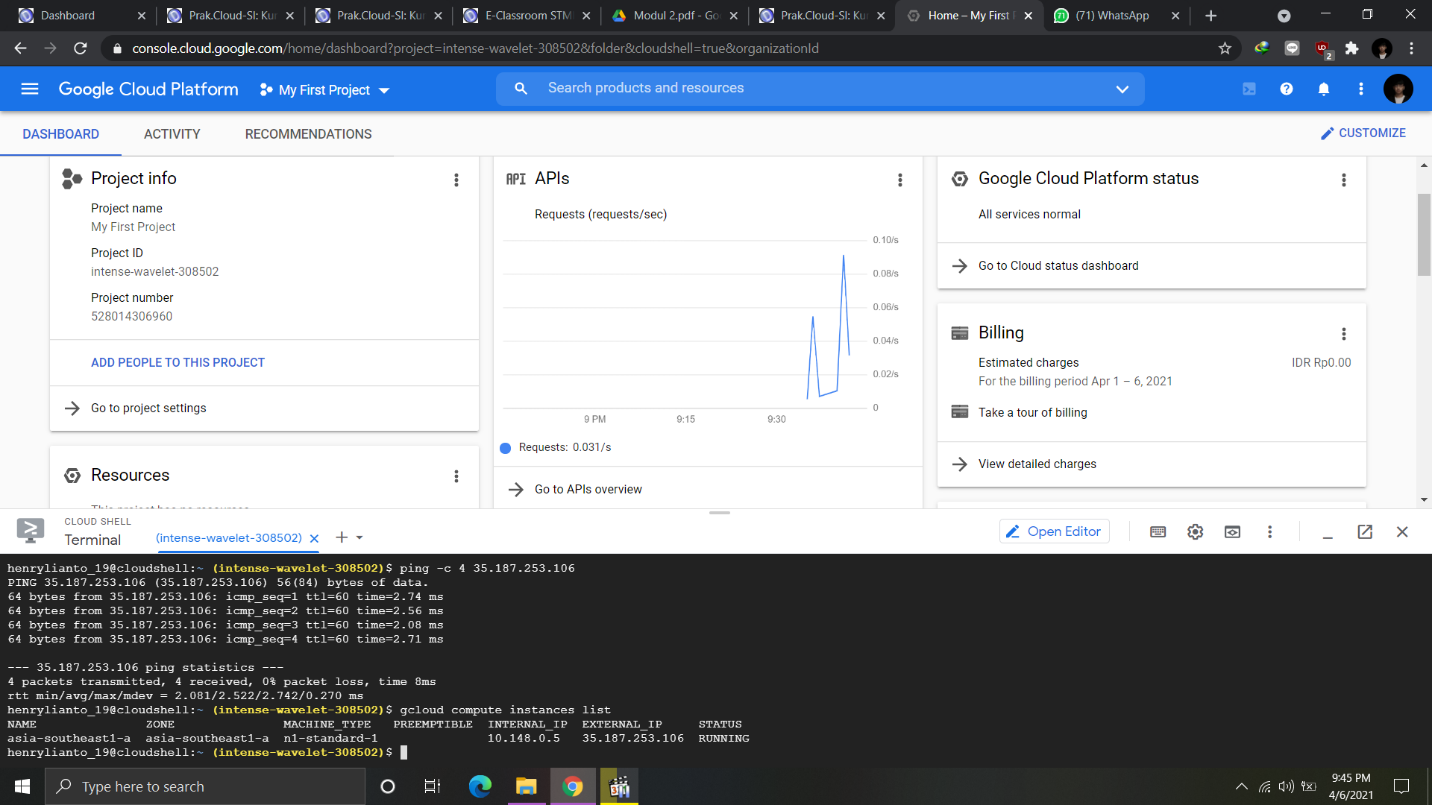 Dashboard
Prak.Cloud-SI: Ku
Prak.Cloud-SI: Ku
E-Classroom STM
Modul 2.pdf - Go
Prak.Cloud-SI: Ku
Home – My First
(71) WhatsApp
console.cloud.google.com/home/dashboard?project=intense-wavelet-308502&folder&cloudshell=true&organizationId
2
Google Cloud Platform
My First Project
Search products and resources
DASHBOARD
ACTIVITY
RECOMMENDATIONS
CUSTOMIZE
Project info
Project name
My First Project
Project ID
intense-wavelet-308502
Project number
528014306960
ADD PEOPLE TO THIS PROJECT
Go to project settings
Resources
API APIs
Requests (requests/sec)
0.10/s
0.08/s
0.06/s
0.04/s
0.02/s
0
9 PM 9:15 9:30
Requests: 0.031/s
Go to APIs overview
Google Cloud Platform status
All services normal
Go to Cloud status dashboard
Billing
Estimated charges IDR Rp0.00
For the billing period Apr 1 – 6, 2021
Take a tour of billing
View detailed charges
CLOUD SHELL
Terminal
(intense-wavelet-308502)
Open Editor
henrylianto_19@cloudshell:~ (intense-wavelet-308502)$ ping -c 4 35.187.253.106
PING 35.187.253.106 (35.187.253.106) 56(84) bytes of data.
64 bytes from 35.187.253.106: icmp_seq=1 ttl=60 time=2.74 ms
64 bytes from 35.187.253.106: icmp_seq=2 ttl=60 time=2.56 ms
64 bytes from 35.187.253.106: icmp_seq=3 ttl=60 time=2.08 ms
64 bytes from 35.187.253.106: icmp_seq=4 ttl=60 time=2.71 ms
--- 35.187.253.106 ping statistics ---
4 packets transmitted, 4 received, 0% packet loss, time 8ms
rtt min/avg/max/mdev = 2.081/2.522/2.742/0.270 ms
henrylianto_19@cloudshell:~ (intense-wavelet-308502)$ gcloud compute instances list
NAME ZONE MACHINE_TYPE PREEMPTIBLE INTERNAL_IP EXTERNAL_IP STATUS
asia-southeast1-a asia-southeast1-a n1-standard-1 10.148.0.5 35.187.253.106 RUNNING
henrylianto_19@cloudshell:~ (intense-wavelet-308502)$
Type here to search
9:45 PM
4/6/2021